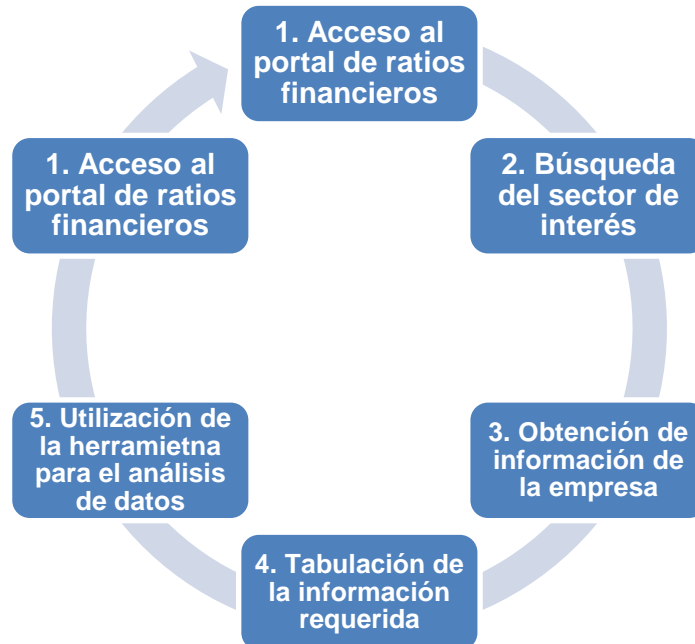 1. Acceso al
portal de ratios
financieros
2. Búsqueda
del sector de
interés
3. Obtención de
información de
la empresa
4. Tabulación de
la información
requerida
5. Utilización de
la herramietna
para el análisis
de datos
1. Acceso al
portal de ratios
financieros